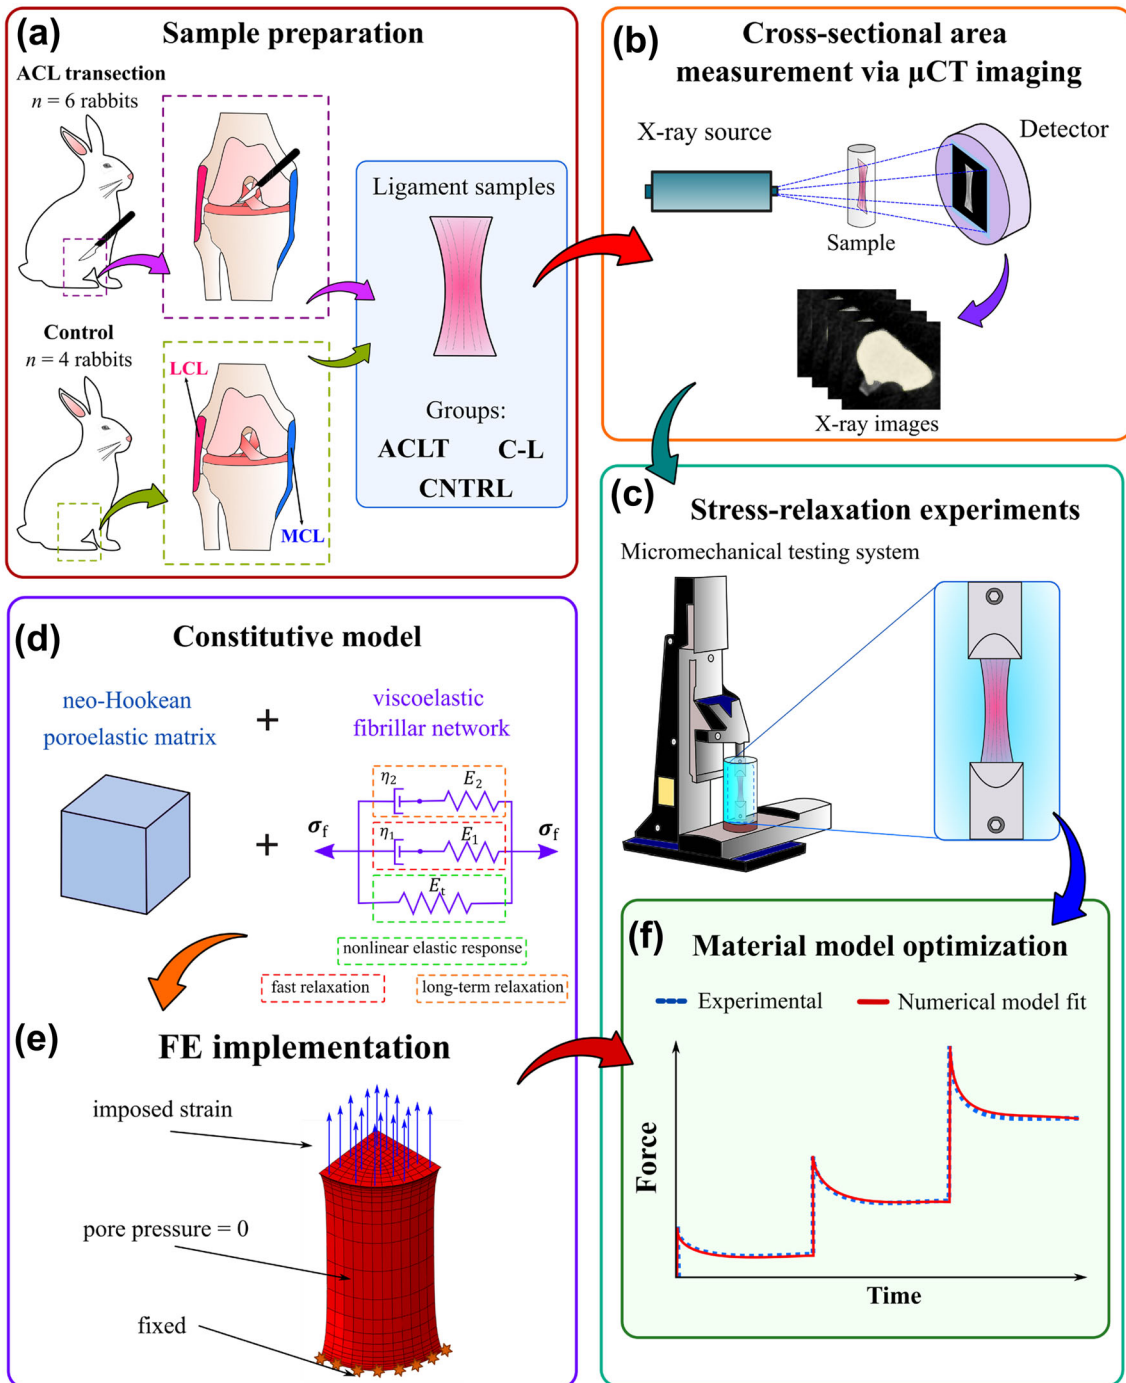 (a)
Sample preparation
ACL transection
n = 6 rabbits
Control
n = 4 rabbits
LCL
MCL
Ligament samples
Groups:
ACLT C-L
CNTRL
(b)
Cross-sectional area
measurement via μCT imaging
X-ray source
Detector
Sample
X-ray images
(c)
Stress-relaxation experiments
Micromechanical testing system
(d)
Constitutive model
neo-Hookean
poroelastic matrix
+
viscoelastic
fibrillar network
+
η2 E2
σf
η1 E1
σf
Et
nonlinear elastic response
fast relaxation
long-term relaxation
(e)
FE implementation
imposed strain
pore pressure = 0
fixed
(f)
Material model optimization
Experimental
Numerical model fit
Force
Time